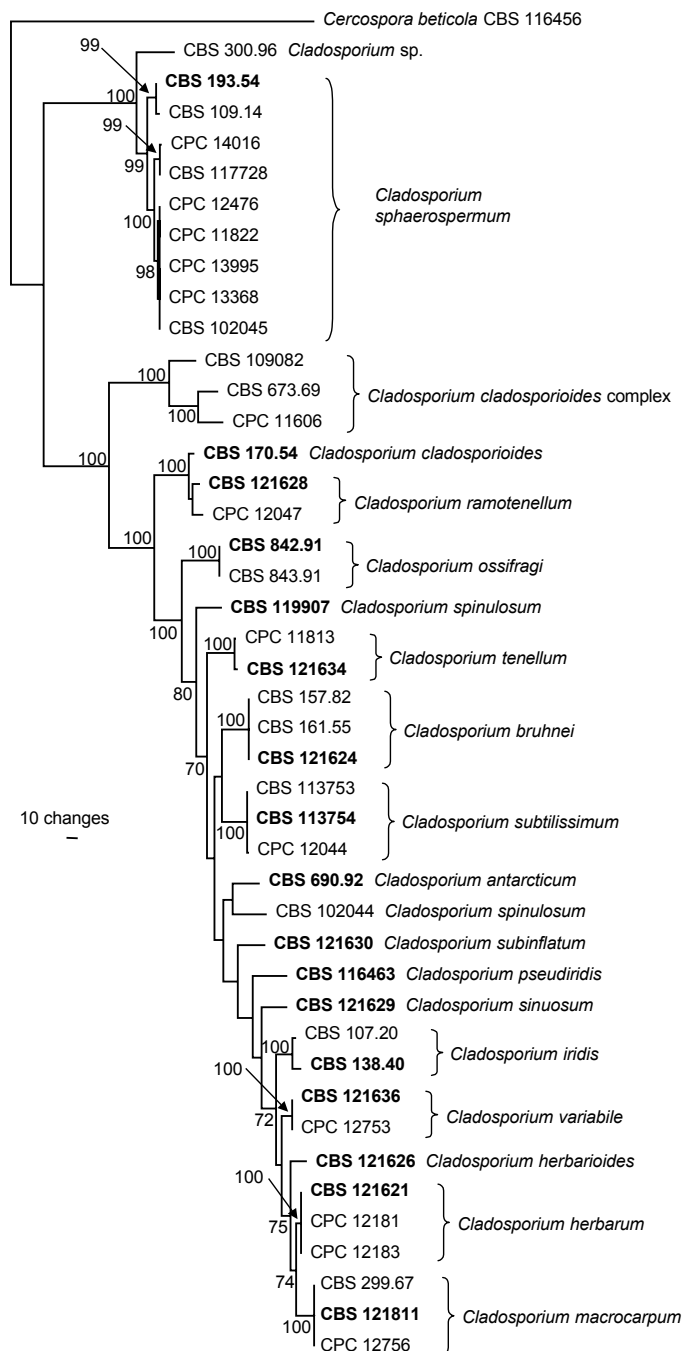 Cercospora beticola CBS 116456
CBS 300.96 Cladosporium sp.
99
CBS 193.54
100
CBS 109.14
99
CPC 14016
99
CBS 117728
Cladosporium
sphaerospermum
CPC 12476
100
CPC 11822
98
CPC 13995
CPC 13368
CBS 102045
CBS 109082
100
CBS 673.69
Cladosporium cladosporioides complex
100
CPC 11606
100
CBS 170.54 Cladosporium cladosporioides
100
CBS 121628
Cladosporium ramotenellum
CPC 12047
CBS 842.91
100
Cladosporium ossifragi
CBS 843.91
CBS 119907 Cladosporium spinulosum
100
CPC 11813
100
Cladosporium tenellum
CBS 121634
80
CBS 157.82
100
CBS 161.55
Cladosporium bruhnei
CBS 121624
70
CBS 113753
10 changes
CBS 113754
Cladosporium subtilissimum
100
CPC 12044
CBS 690.92 Cladosporium antarcticum
CBS 102044 Cladosporium spinulosum
CBS 121630 Cladosporium subinflatum
CBS 116463 Cladosporium pseudiridis
CBS 121629 Cladosporium sinuosum
CBS 107.20
100
Cladosporium iridis
CBS 138.40
100
CBS 121636
Cladosporium variabile
72
CPC 12753
CBS 121626 Cladosporium herbarioides
100
CBS 121621
CPC 12181
Cladosporium herbarum
75
CPC 12183
74
CBS 299.67
CBS 121811
Cladosporium macrocarpum
100
CPC 12756